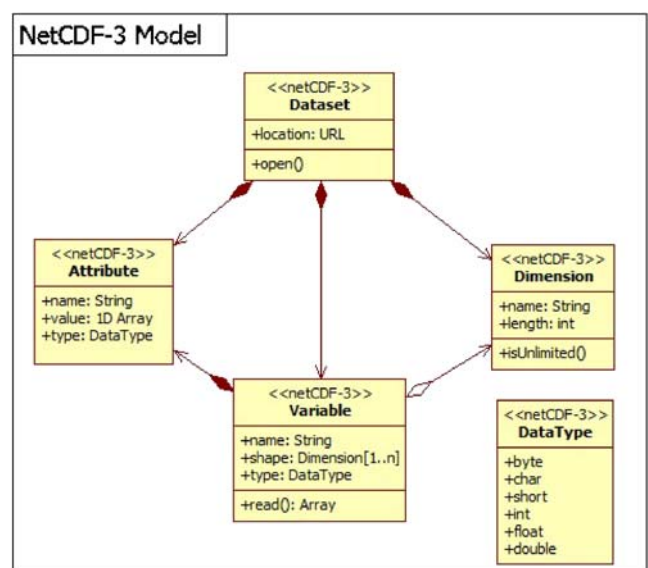 NetCDF-3 Model
<<netCDF-3>>
Dataset
+location: URL
+open()
<<netCDF-3>>
Attribute
+name: String
+value: 1D Array
+type: DataType
<<netCDF-3>>
Dimension
+name: String
+length: int
+isUnlimited()
<<netCDF-3>>
Variable
+name: String
+shape: Dimension[1..n]
+type: DataType
+read(): Array
<<netCDF-3>>
DataType
+byte
+char
+short
+int
+float
+double